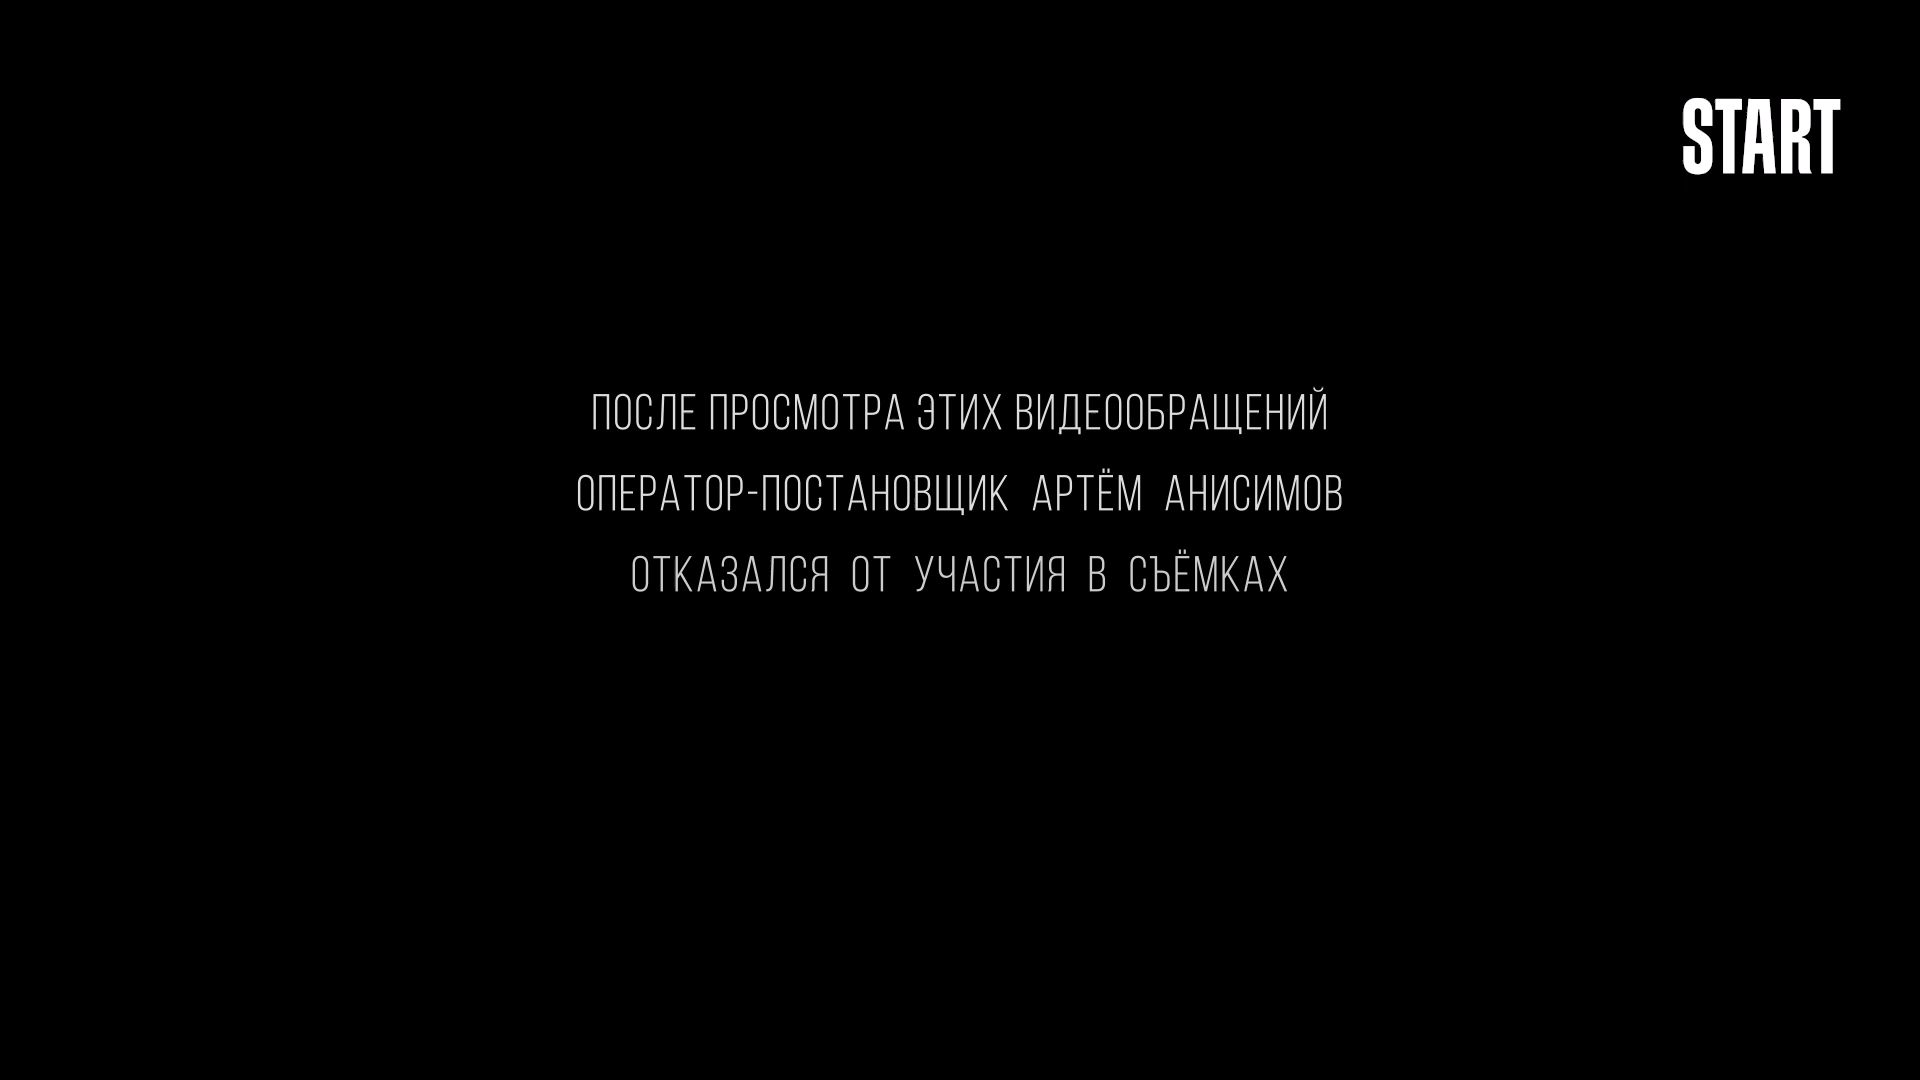 START
ПОСЛЕ ПРОСМОТРА ЭТИХ ВИДЕООБРАЩЕНИЙ
ОПЕРАТОР-ПОСТАНОВЩИК АРТЁМ АНИСИМОВ
ОТКАЗАЛСЯ ОТ УЧАСТИЯ В СЪЁМКАХ